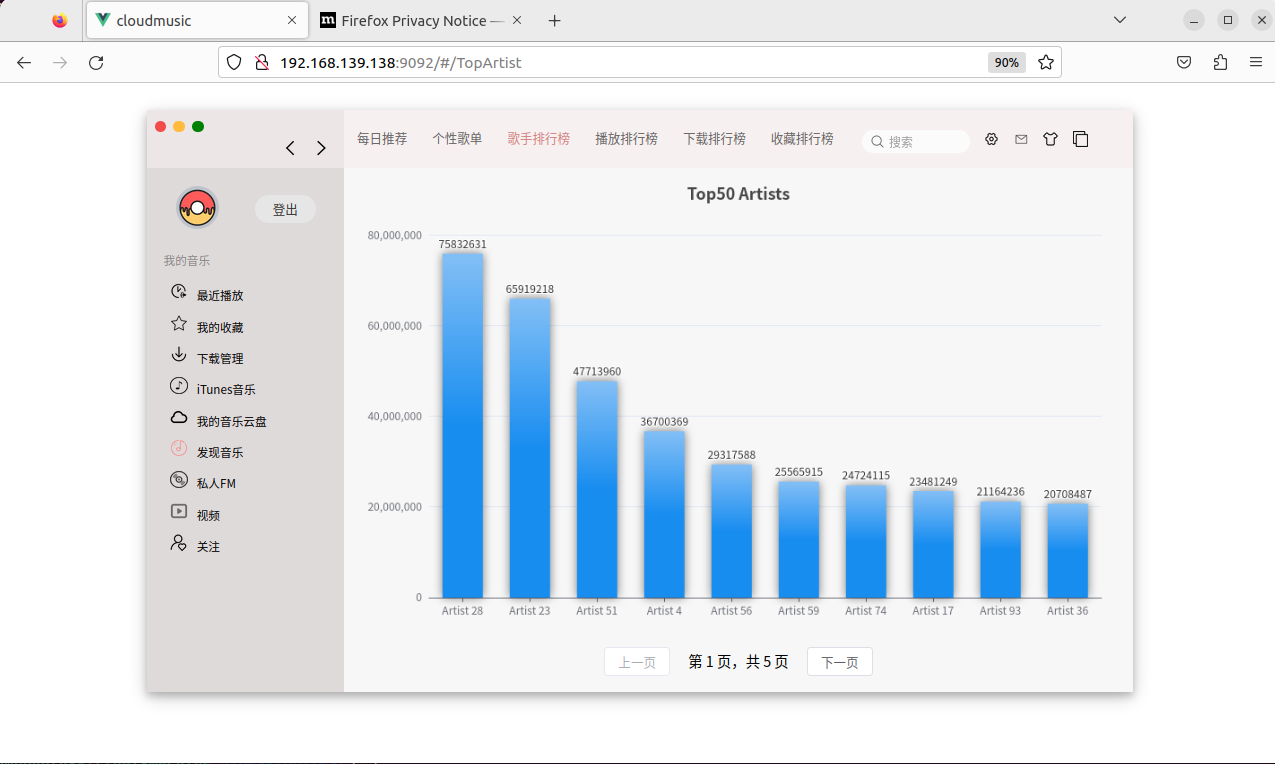 cloudmusic
Firefox Privacy Notice —
192.168.139.138:9092/#/TopArtist
90%
每日推荐 个性歌单 歌手排行榜 播放排行榜 下载排行榜 收藏排行榜 搜索
登出
我的音乐
最近播放
我的收藏
下载管理
iTunes音乐
我的音乐云盘
发现音乐
私人FM
视频
关注
Top50 Artists
80,000,000
60,000,000
40,000,000
20,000,000
0
75832631
65919218
47713960
36700369
29317588
25565915
24724115
23481249
21164236
20708487
Artist 28 Artist 23 Artist 51 Artist 4 Artist 56 Artist 59 Artist 74 Artist 17 Artist 93 Artist 36
上一页 第 1 页，共 5 页 下一页